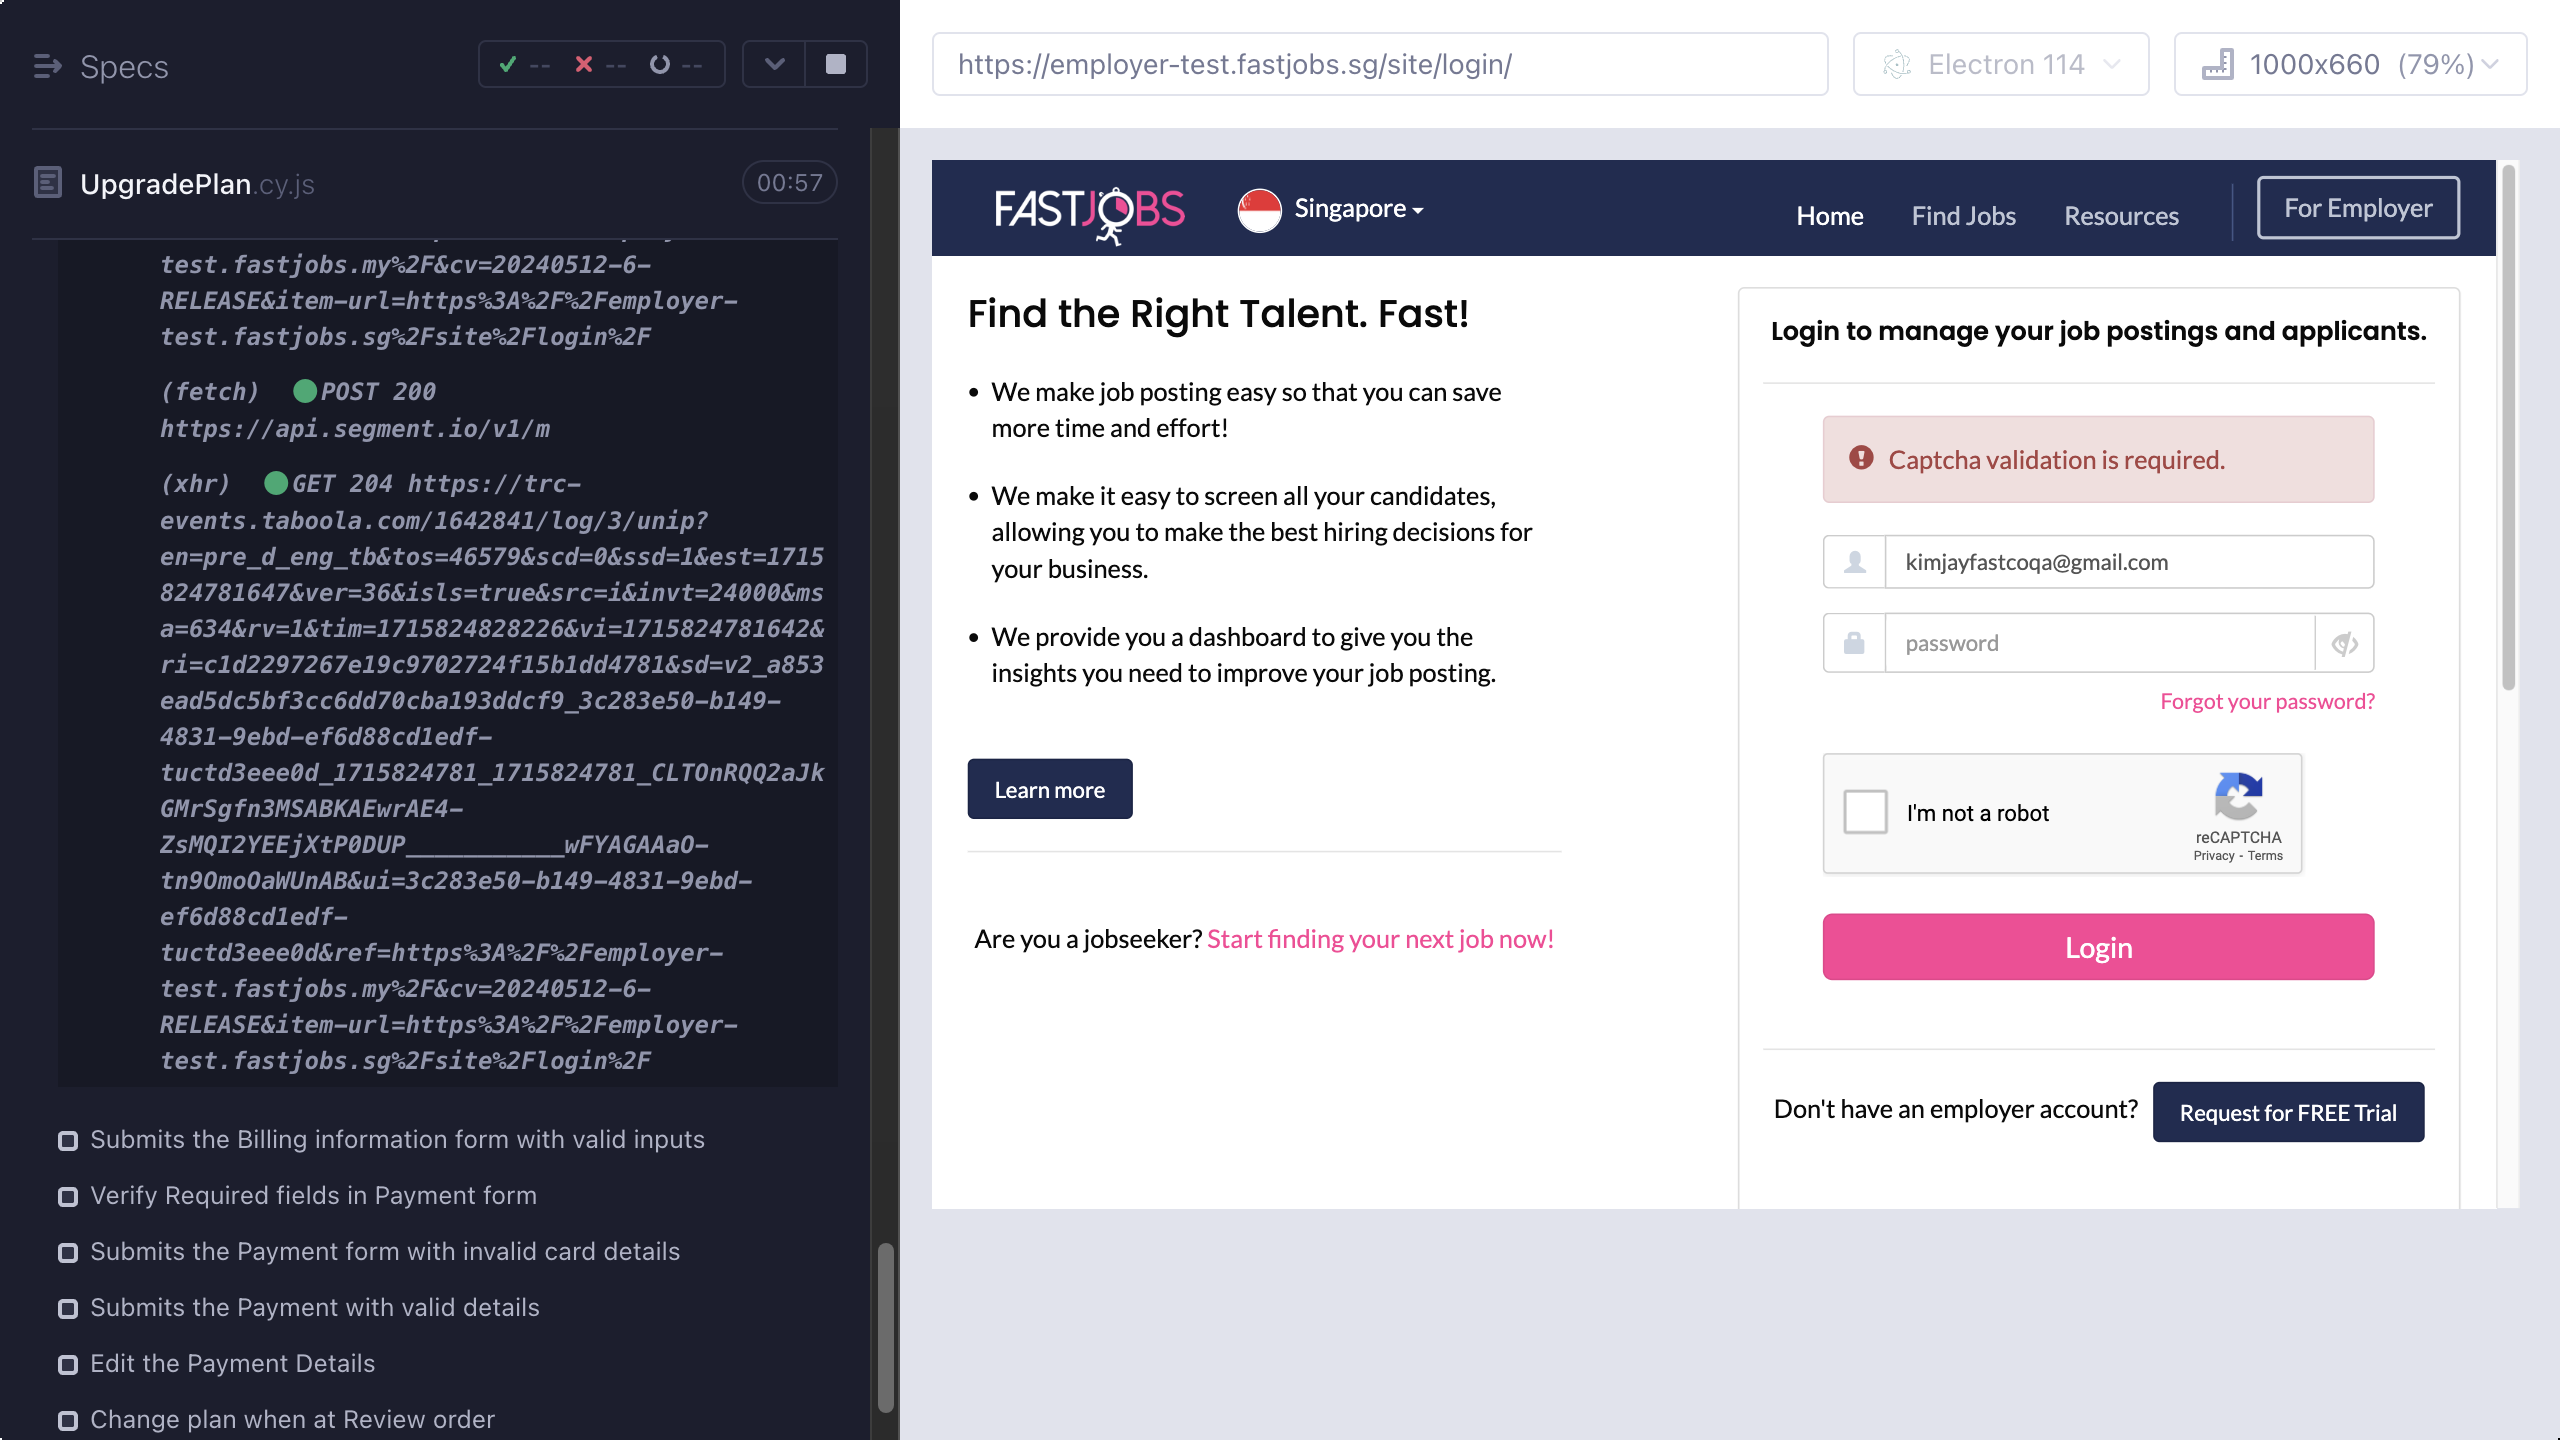 Specs
-- -- --
UpgradePlan.cy.js
00:57
test.fastjobs.my%2F&cv=20240512-6-
RELEASE&item-url=https%3A%2F%2Femployer-
test.fastjobs.sg%2Fsite%2Flogin%2F
(fetch) POST 200
https://api.segment.io/v1/m
(xhr) GET 204 https://trc-
events.taboola.com/1642841/log/3/unip?
en=pre_d_eng_tb&tos=46579&scd=0&ssd=1&est=1715
824781647&ver=36&isls=true&src=i&invt=24000&ms
a=634&rv=1&tim=1715824828226&vi=1715824781642&
ri=c1d2297267e19c9702724f15b1dd4781&sd=v2_a853
ead5dc5bf3cc6dd70cba193ddcf9_3c283e50-b149-
4831-9ebd-ef6d88cd1edf-
tuctd3eee0d_1715824781_1715824781_CLTOnRQQ2aJk
GMrSgfn3MSABKAEwrAE4-
ZsMQI2YEEjXtP0DUP___________wFYAGAAaO-
tn9OmoOaWUnAB&ui=3c283e50-b149-4831-9ebd-
ef6d88cd1edf-
tuctd3eee0d&ref=https%3A%2F%2Femployer-
test.fastjobs.my%2F&cv=20240512-6-
RELEASE&item-url=https%3A%2F%2Femployer-
test.fastjobs.sg%2Fsite%2Flogin%2F
Submits the Billing information form with valid inputs
Verify Required fields in Payment form
Submits the Payment form with invalid card details
Submits the Payment with valid details
Edit the Payment Details
Change plan when at Review order
https://employer-test.fastjobs.sg/site/login/
Electron 114
1000x660 (79%)
FASTJOBS
Singapore
Home
Find Jobs
Resources
For Employer
Find the Right Talent. Fast!
• We make job posting easy so that you can save
more time and effort!
• We make it easy to screen all your candidates,
allowing you to make the best hiring decisions for
your business.
• We provide you a dashboard to give you the
insights you need to improve your job posting.
Learn more
Are you a jobseeker? Start finding your next job now!
Login to manage your job postings and applicants.
Captcha validation is required.
kimjayfastcoqa@gmail.com
password
Forgot your password?
I'm not a robot
reCAPTCHA
Privacy - Terms
Login
Don't have an employer account?
Request for FREE Trial